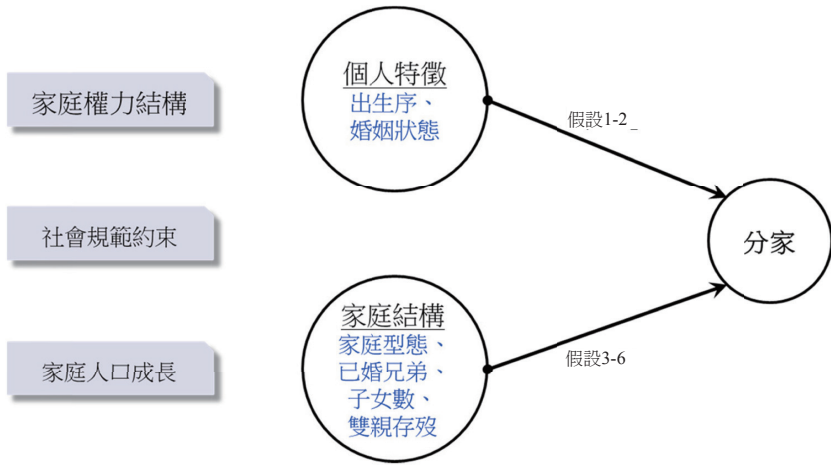 家庭權力結構
社會規範約束
家庭人口成長
個人特徵
出生序、
婚姻狀態
假設1-2
家庭結構
家庭型態、
已婚兄弟、
子女數、
雙親存歿
假設3-6
分家